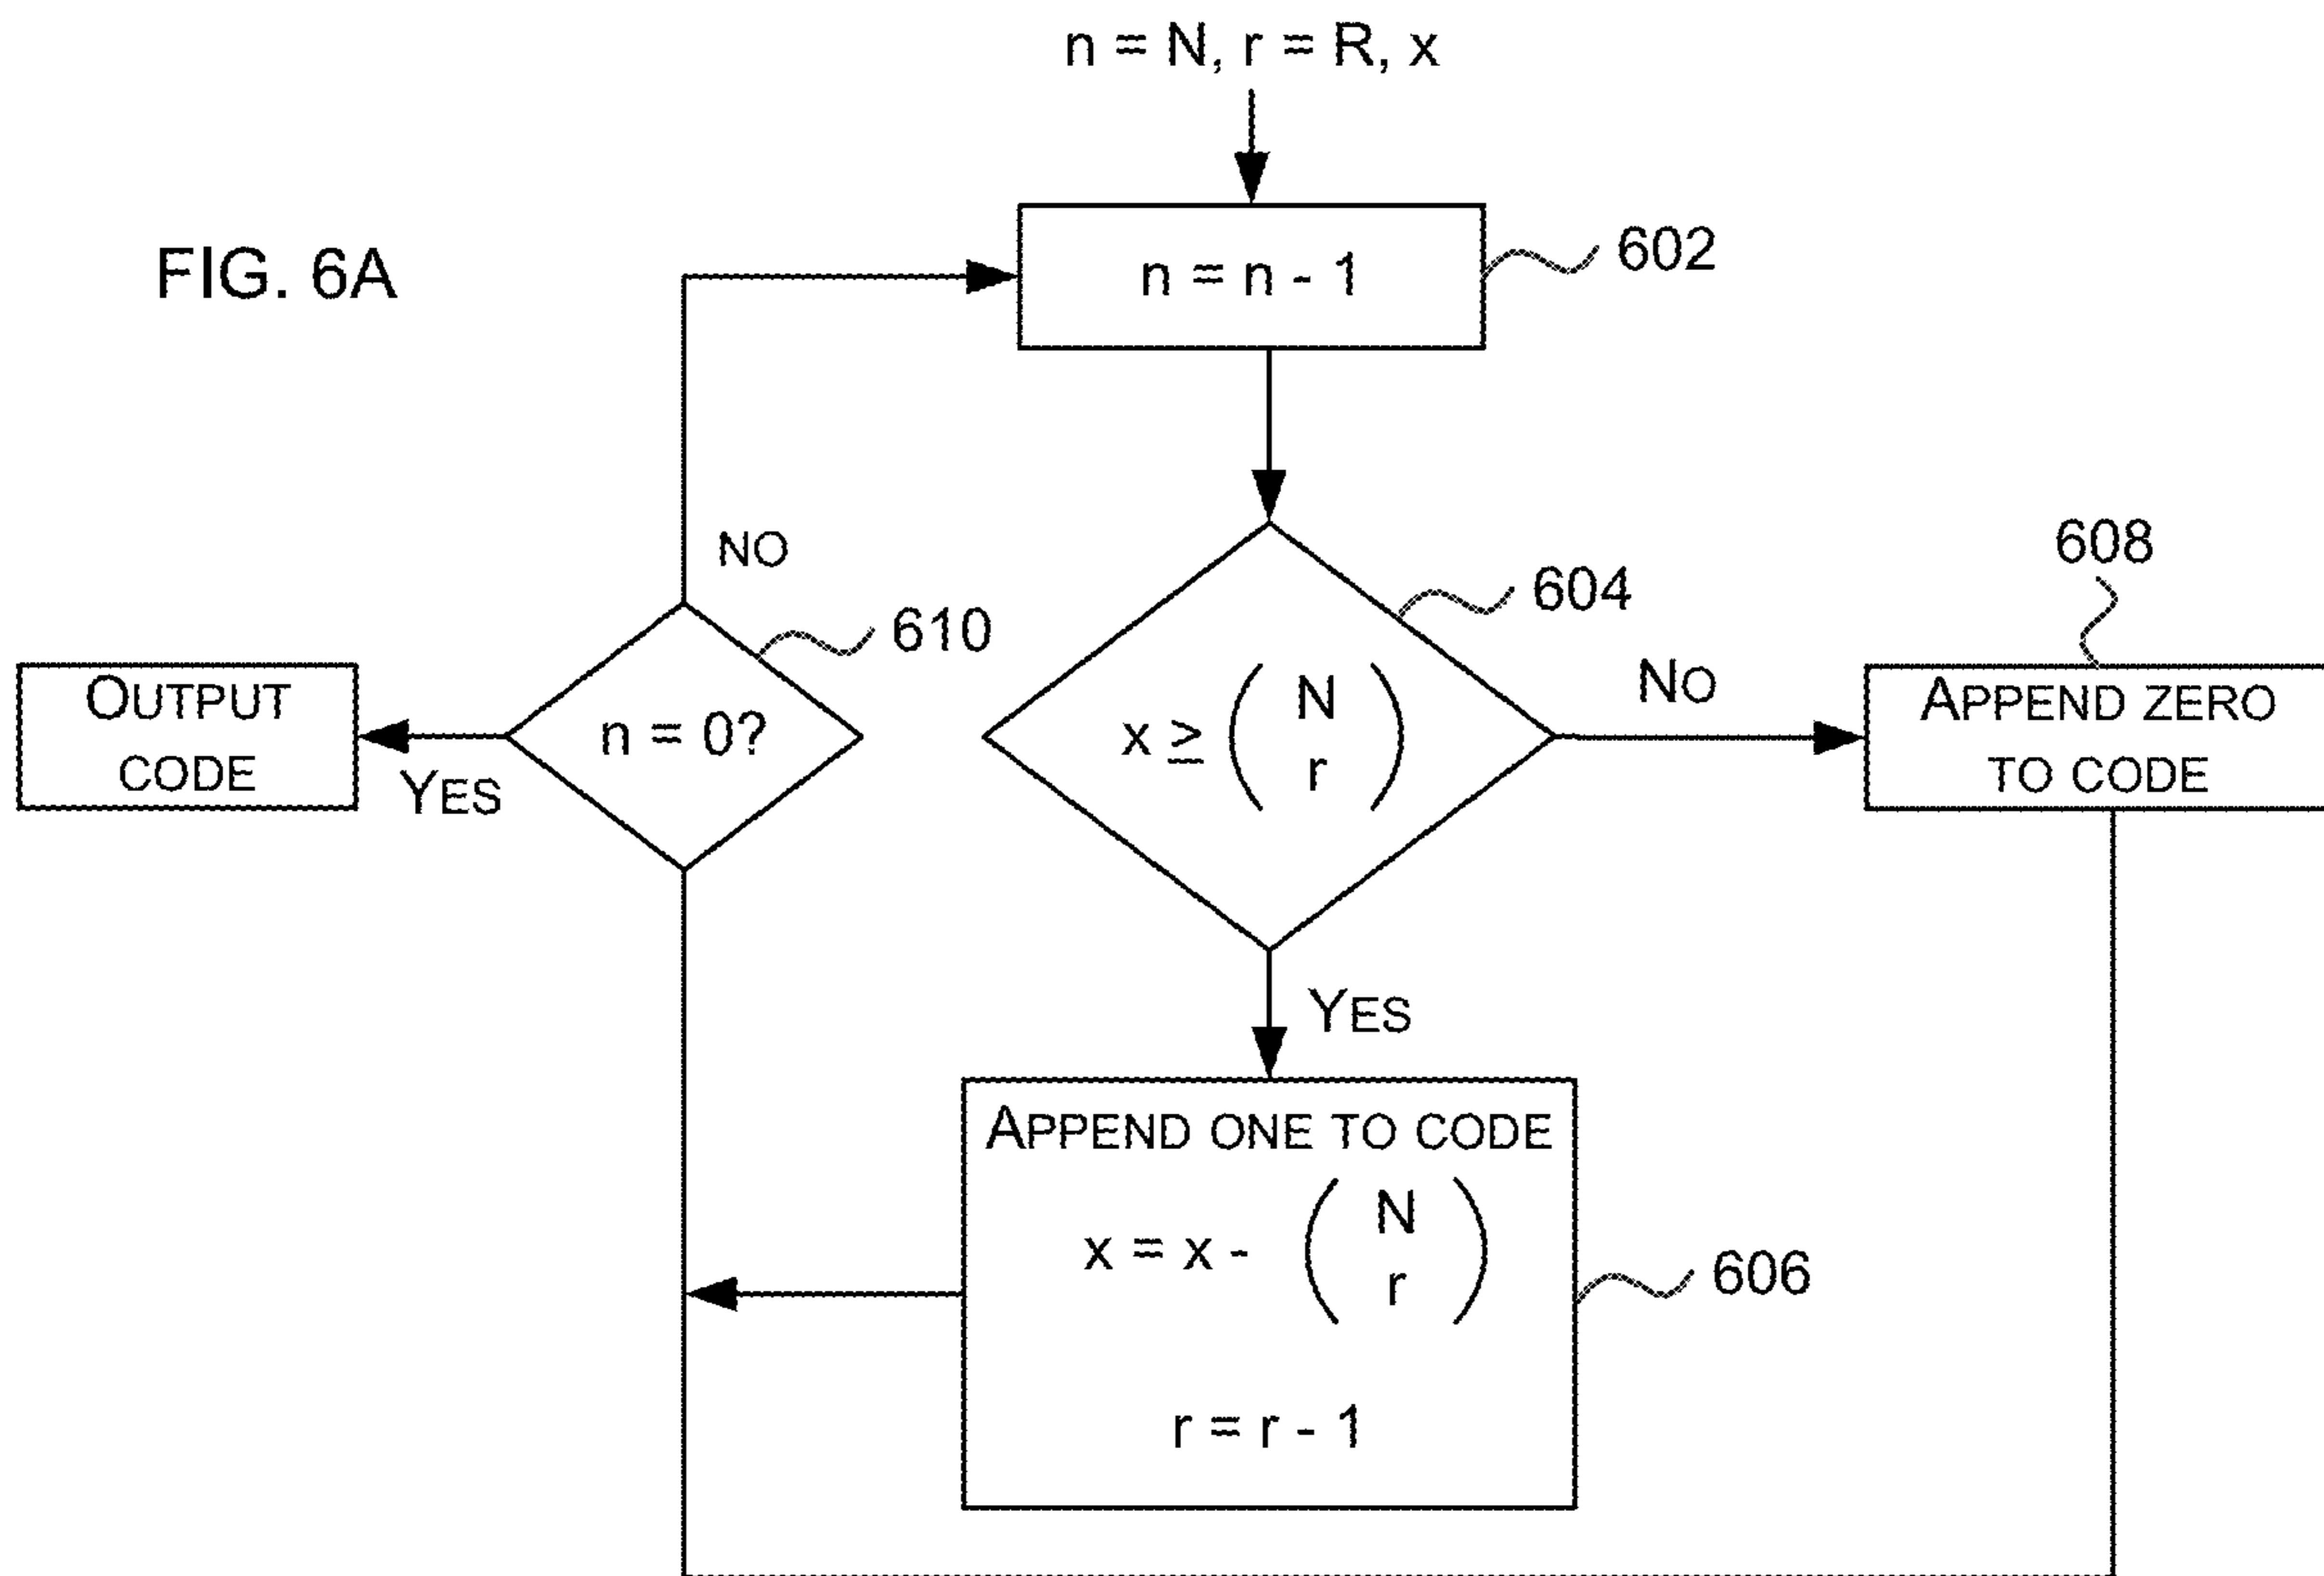 n = N, r = R, x
FIG. 6A
n = n - 1
602
NO
604
608
610
OUTPUT
CODE
YES
n = 0?
x ≥ ( N
r )
NO
APPEND ZERO
TO CODE
YES
APPEND ONE TO CODE
x = x - ( N
r )
606
r = r - 1